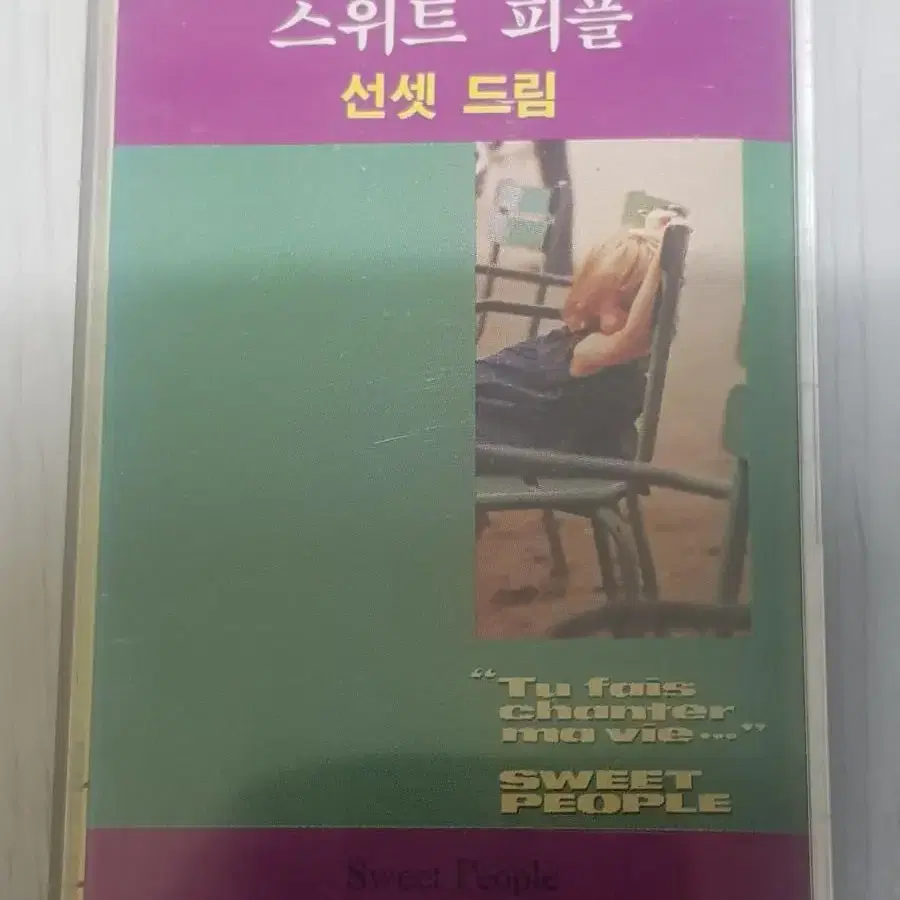 스위트 피플
선셋 드림
“Tu fais
chanter
ma vie...”
SWEET
PEOPLE
Sweet People